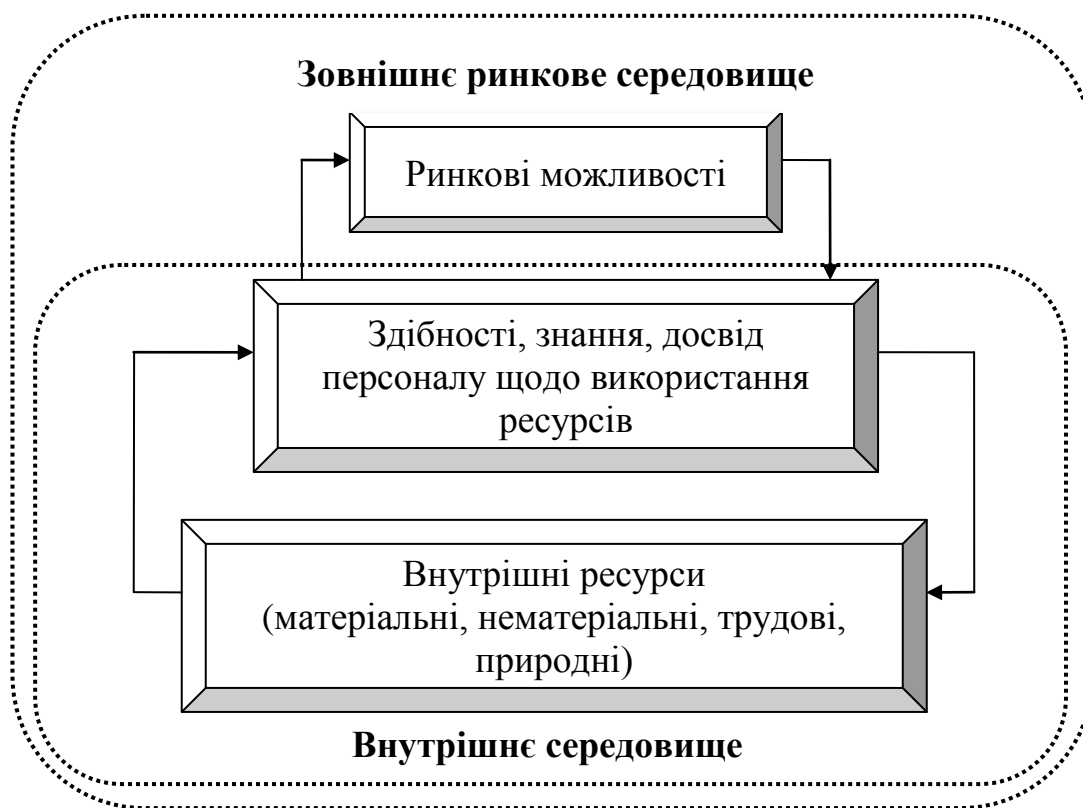 Зовнішнє ринкове середовище
Ринкові можливості
Здібності, знання, досвід
персоналу щодо використання
ресурсів
Внутрішні ресурси
(матеріальні, нематеріальні, трудові,
природні)
Внутрішнє середовище